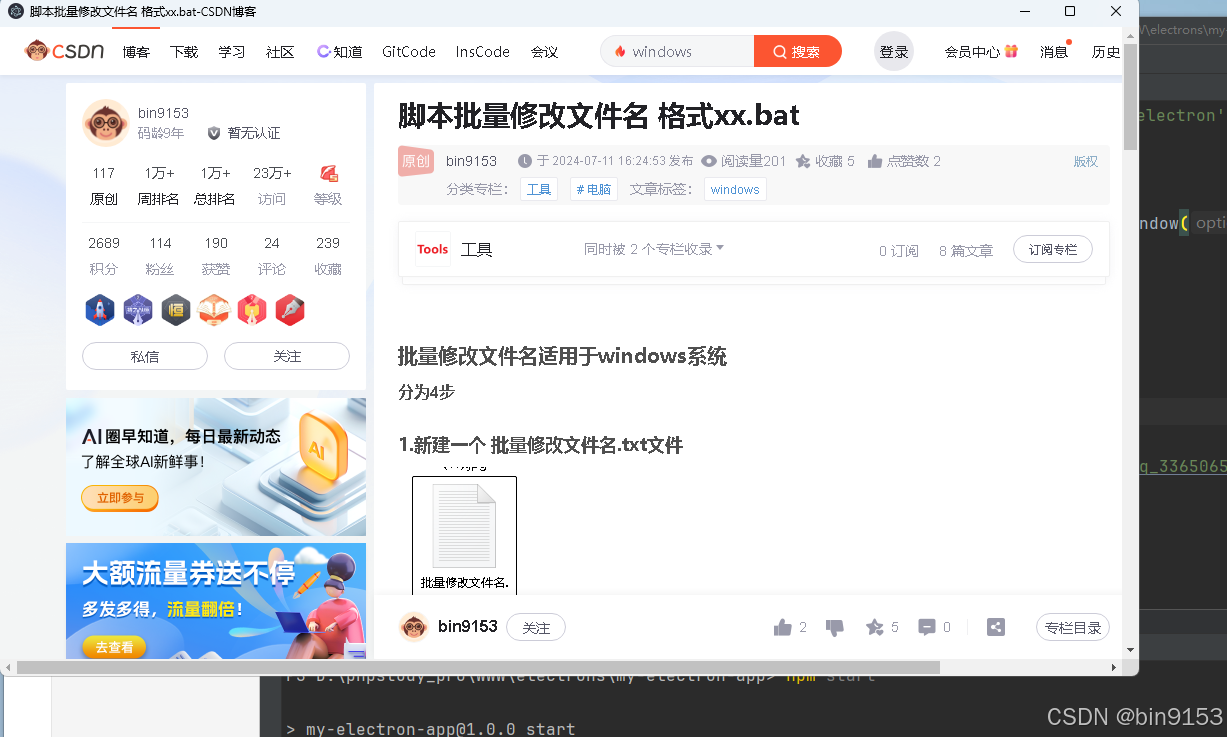 脚本批量修改文件名 格式xx.bat-CSDN博客
\electrons\my
CSDN 博客 下载 学习 社区 C知道 GitCode InsCode 会议 windows 搜索 登录 会员中心 消息 历史
bin9153
码龄9年 暂无认证
117 1万+ 1万+ 23万+
原创 周排名 总排名 访问 等级
2689 114 190 24 239
积分 粉丝 获赞 评论 收藏
私信 关注
AI圈早知道，每日最新动态
了解全球AI新鲜事！
立即参与
AI
大额流量券送不停
多发多得，流量翻倍！
去查看
脚本批量修改文件名 格式xx.bat
原创 bin9153 于 2024-07-11 16:24:53 发布 阅读量201 收藏 5 点赞数 2 版权
分类专栏： 工具 # 电脑 文章标签： windows
Tools 工具 同时被 2 个专栏收录 0 订阅 8 篇文章 订阅专栏
批量修改文件名适用于windows系统
分为4步
1.新建一个 批量修改文件名.txt文件
批量修改文件名.
bin9153 关注 2 5 0 专栏目录
electron'
ndow( opti
q_3365065
PS D:\phpstudy_pro\WWW\electrons\my-electron-app> npm start
> my-electron-app@1.0.0 start
CSDN @bin9153